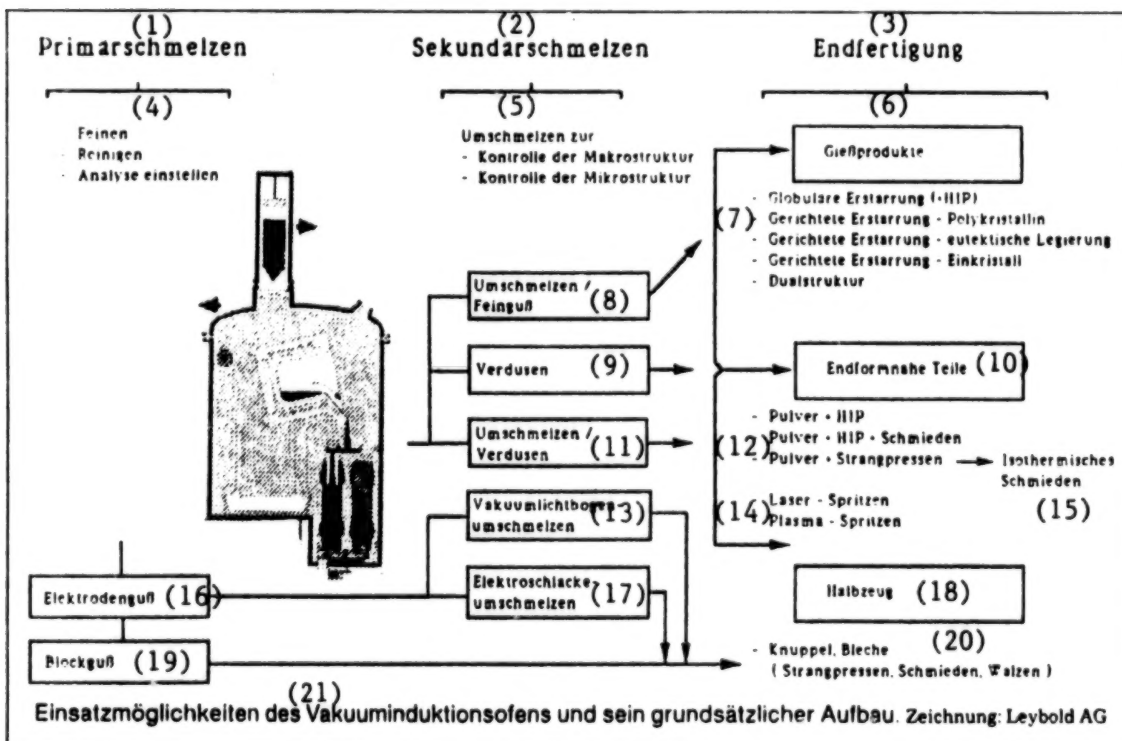 (1)
Primärschmelzen
(4)
Feinen
- Reinigen
- Analyse einstellen
(2)
Sekundärschmelzen
(5)
Umschmelzen zur
- Kontrolle der Makrostruktur
- Kontrolle der Mikrostruktur
(3)
Endfertigung
(6)
Gießprodukte
(7)
- Globulare Erstarrung (+HIP)
- Gerichtete Erstarrung - Polykristallin
- Gerichtete Erstarrung - eutektische Legierung
- Gerichtete Erstarrung - Einkristall
- Dualstruktur
Umschmelzen /
Feinguß (8)
Verdusen (9)
Endformnahe Teile (10)
Umschmelzen /
Verdusen (11)
(12)
- Pulver + HIP
- Pulver + HIP + Schmieden
- Pulver + Strangpressen
Isothermisches
Schmieden
(15)
Vakuumlichtbogen-
umschmelzen (13)
(14)
- Laser - Spritzen
- Plasma - Spritzen
Elektrodenguß (16)
Elektroschlacke-
umschmelzen (17)
Halbzeug (18)
Blockguß (19)
(20)
- Knuppel, Bleche
( Strangpressen, Schmieden, Walzen )
(21)
Einsatzmöglichkeiten des Vakuuminduktionsofens und sein grundsätzlicher Aufbau. Zeichnung: Leybold AG